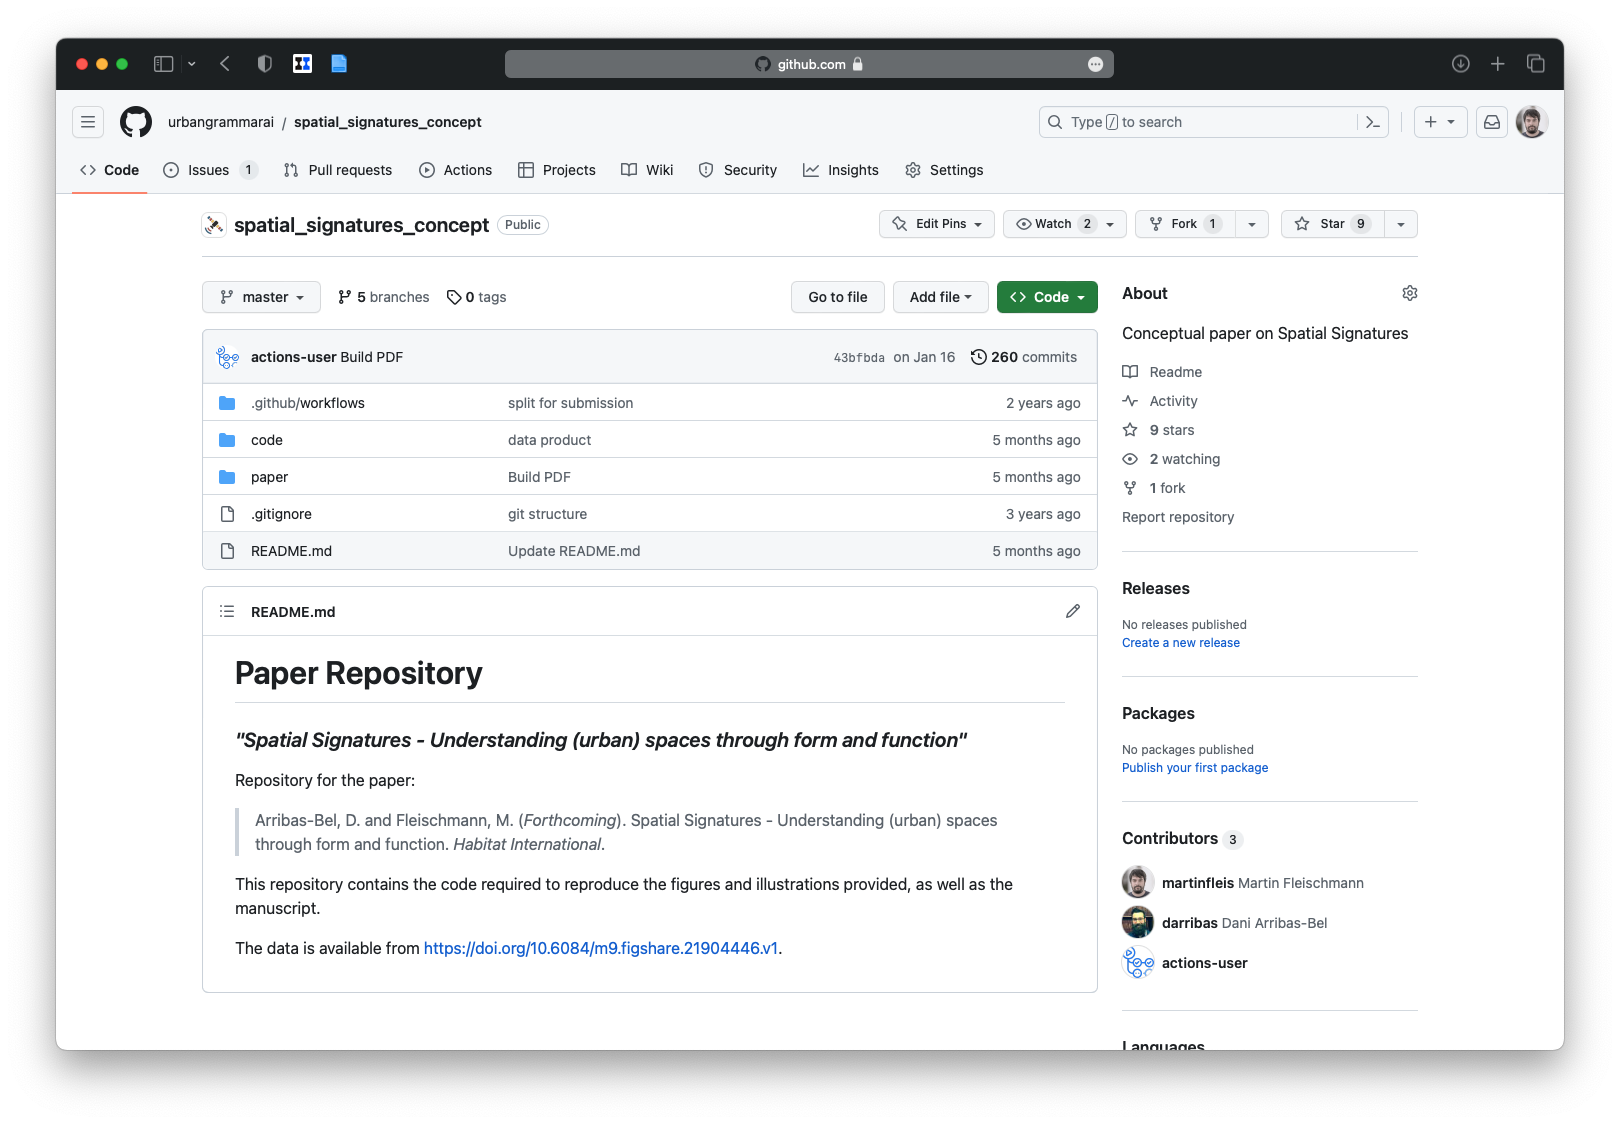 github.com
urbangrammarai / spatial_signatures_concept
Type / to search
Code
Issues 1
Pull requests
Actions
Projects
Wiki
Security
Insights
Settings
spatial_signatures_concept Public
Edit Pins
Watch 2
Fork 1
Star 9
master
5 branches
0 tags
Go to file
Add file
Code
actions-user Build PDF 43bfbda on Jan 16 260 commits
.github/workflows split for submission 2 years ago
code data product 5 months ago
paper Build PDF 5 months ago
.gitignore git structure 3 years ago
README.md Update README.md 5 months ago
README.md
Paper Repository
"Spatial Signatures - Understanding (urban) spaces through form and function"
Repository for the paper:
Arribas-Bel, D. and Fleischmann, M. (Forthcoming). Spatial Signatures - Understanding (urban) spaces
through form and function. Habitat International.
This repository contains the code required to reproduce the figures and illustrations provided, as well as the
manuscript.
The data is available from https://doi.org/10.6084/m9.figshare.21904446.v1.
About
Conceptual paper on Spatial Signatures
Readme
Activity
9 stars
2 watching
1 fork
Report repository
Releases
No releases published
Create a new release
Packages
No packages published
Publish your first package
Contributors 3
martinfleis Martin Fleischmann
darribas Dani Arribas-Bel
actions-user
Languages